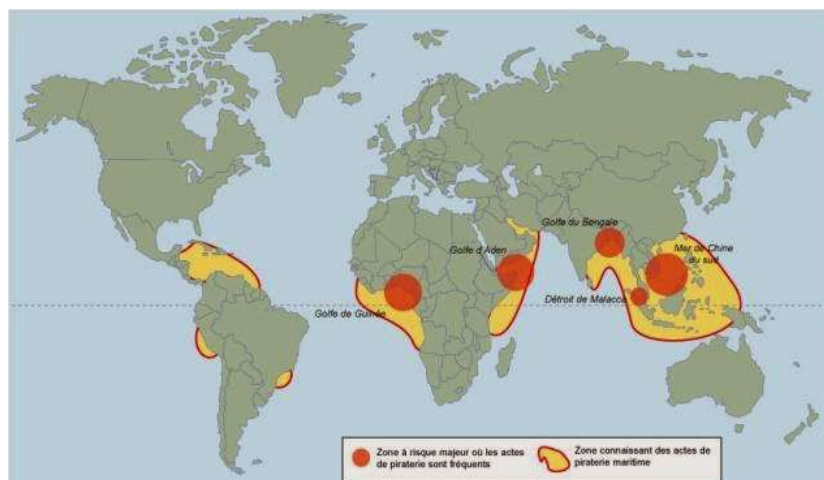 Golfe du Bengale
Golfe d'Aden
Mer de Chine
du sud
Détroit de Malacca
Golfe de Guinée
Zone à risque majeur où les actes
de piraterie sont fréquents
Zone connaissant des actes de
piraterie maritime